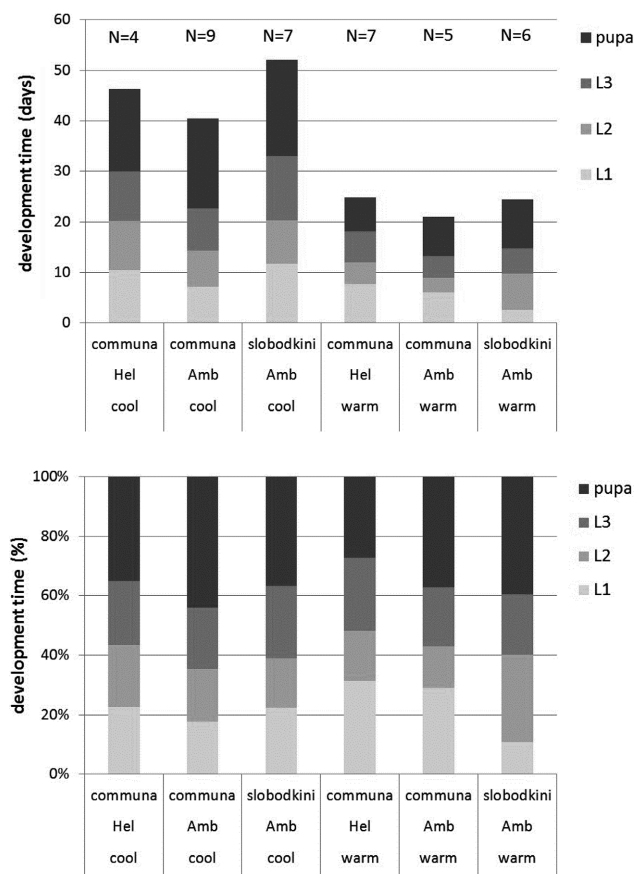 60
50
40
30
20
10
0
development time (days)
N=4 N=9 N=7 N=7 N=5 N=6
communa communa slobodkini communa communa slobodkini
Hel Amb Amb Hel Amb Amb
cool cool cool warm warm warm
pupa
L3
L2
L1
100%
80%
60%
40%
20%
0%
development time (%)
communa communa slobodkini communa communa slobodkini
Hel Amb Amb Hel Amb Amb
cool cool cool warm warm warm
pupa
L3
L2
L1